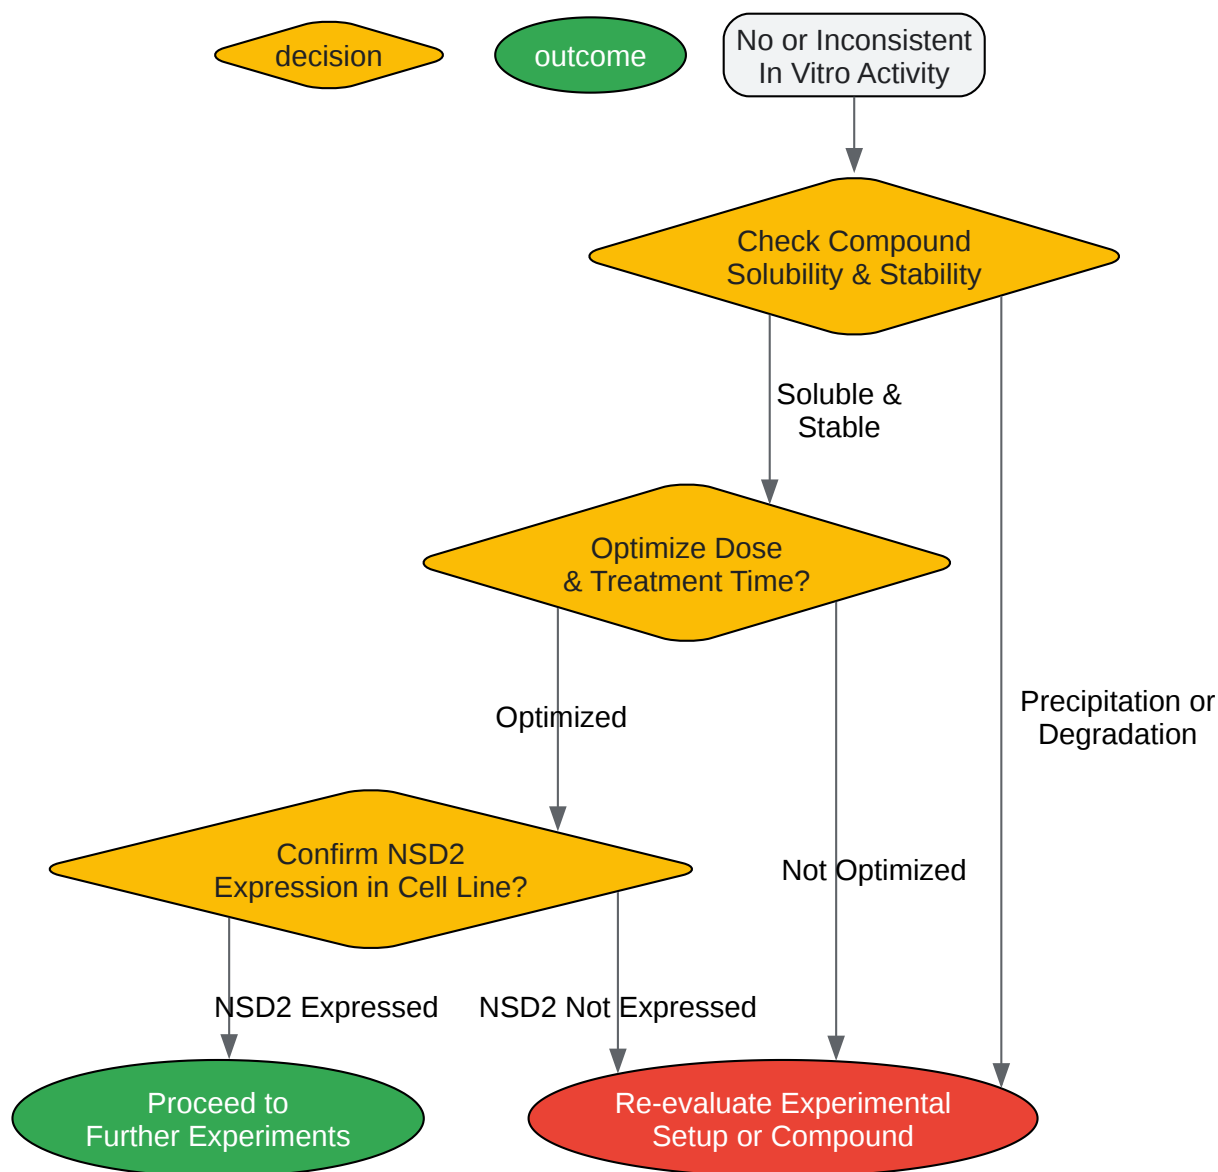 decision
outcome
No or Inconsistent
In Vitro Activity
Check Compound
Solubility & Stability
Soluble &
Stable
Optimize Dose
& Treatment Time?
Optimized
Precipitation or
Degradation
Confirm NSD2
Expression in Cell Line?
Not Optimized
NSD2 Expressed
NSD2 Not Expressed
Proceed to
Further Experiments
Re-evaluate Experimental
Setup or Compound